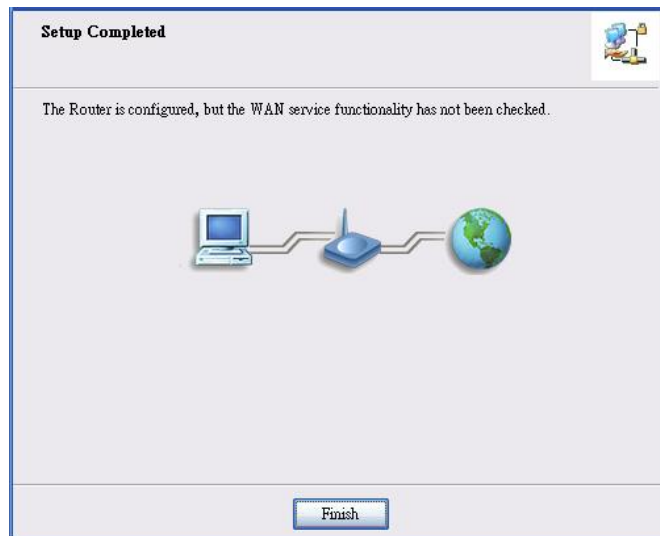 Setup Completed
The Router is configured, but the WAN service functionality has not been checked.
Finish